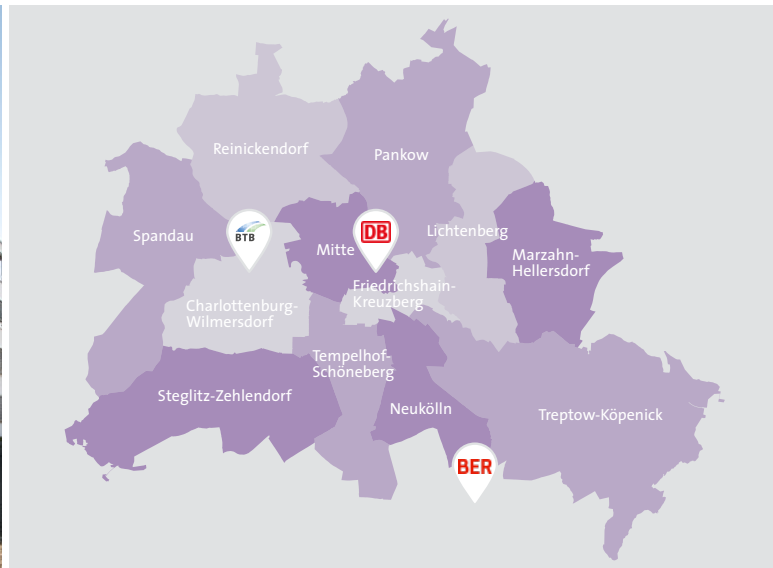 Reinickendorf
Pankow
Spandau
BTB
Mitte
DB
Lichtenberg
Marzahn-
Hellersdorf
Charlottenburg-
Wilmersdorf
Friedrichshain-
Kreuzberg
Tempelhof-
Schöneberg
Steglitz-Zehlendorf
Neukölln
Treptow-Köpenick
BER